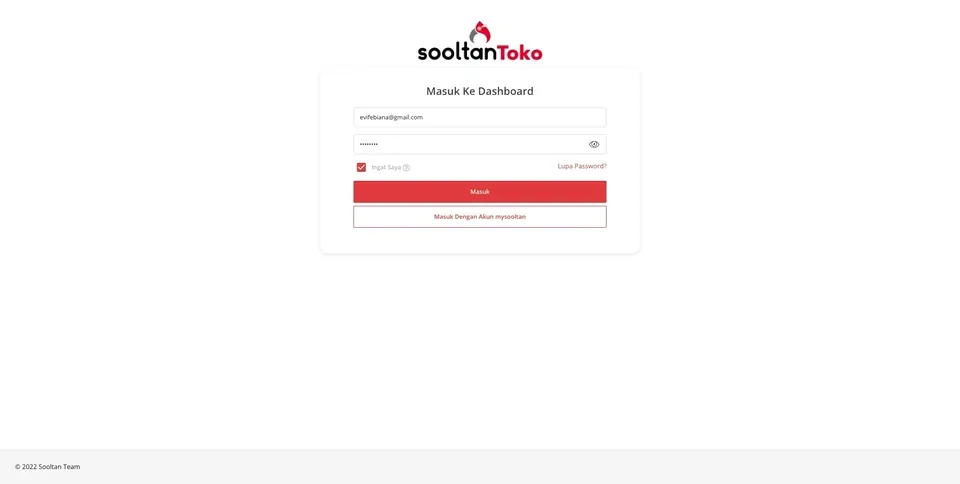 sooltanToko
Masuk Ke Dashboard
evifebiana@gmail.com
••••••••
Ingat Saya ?
Lupa Password?
Masuk
Masuk Dengan Akun mysooltan
© 2022 Sooltan Team